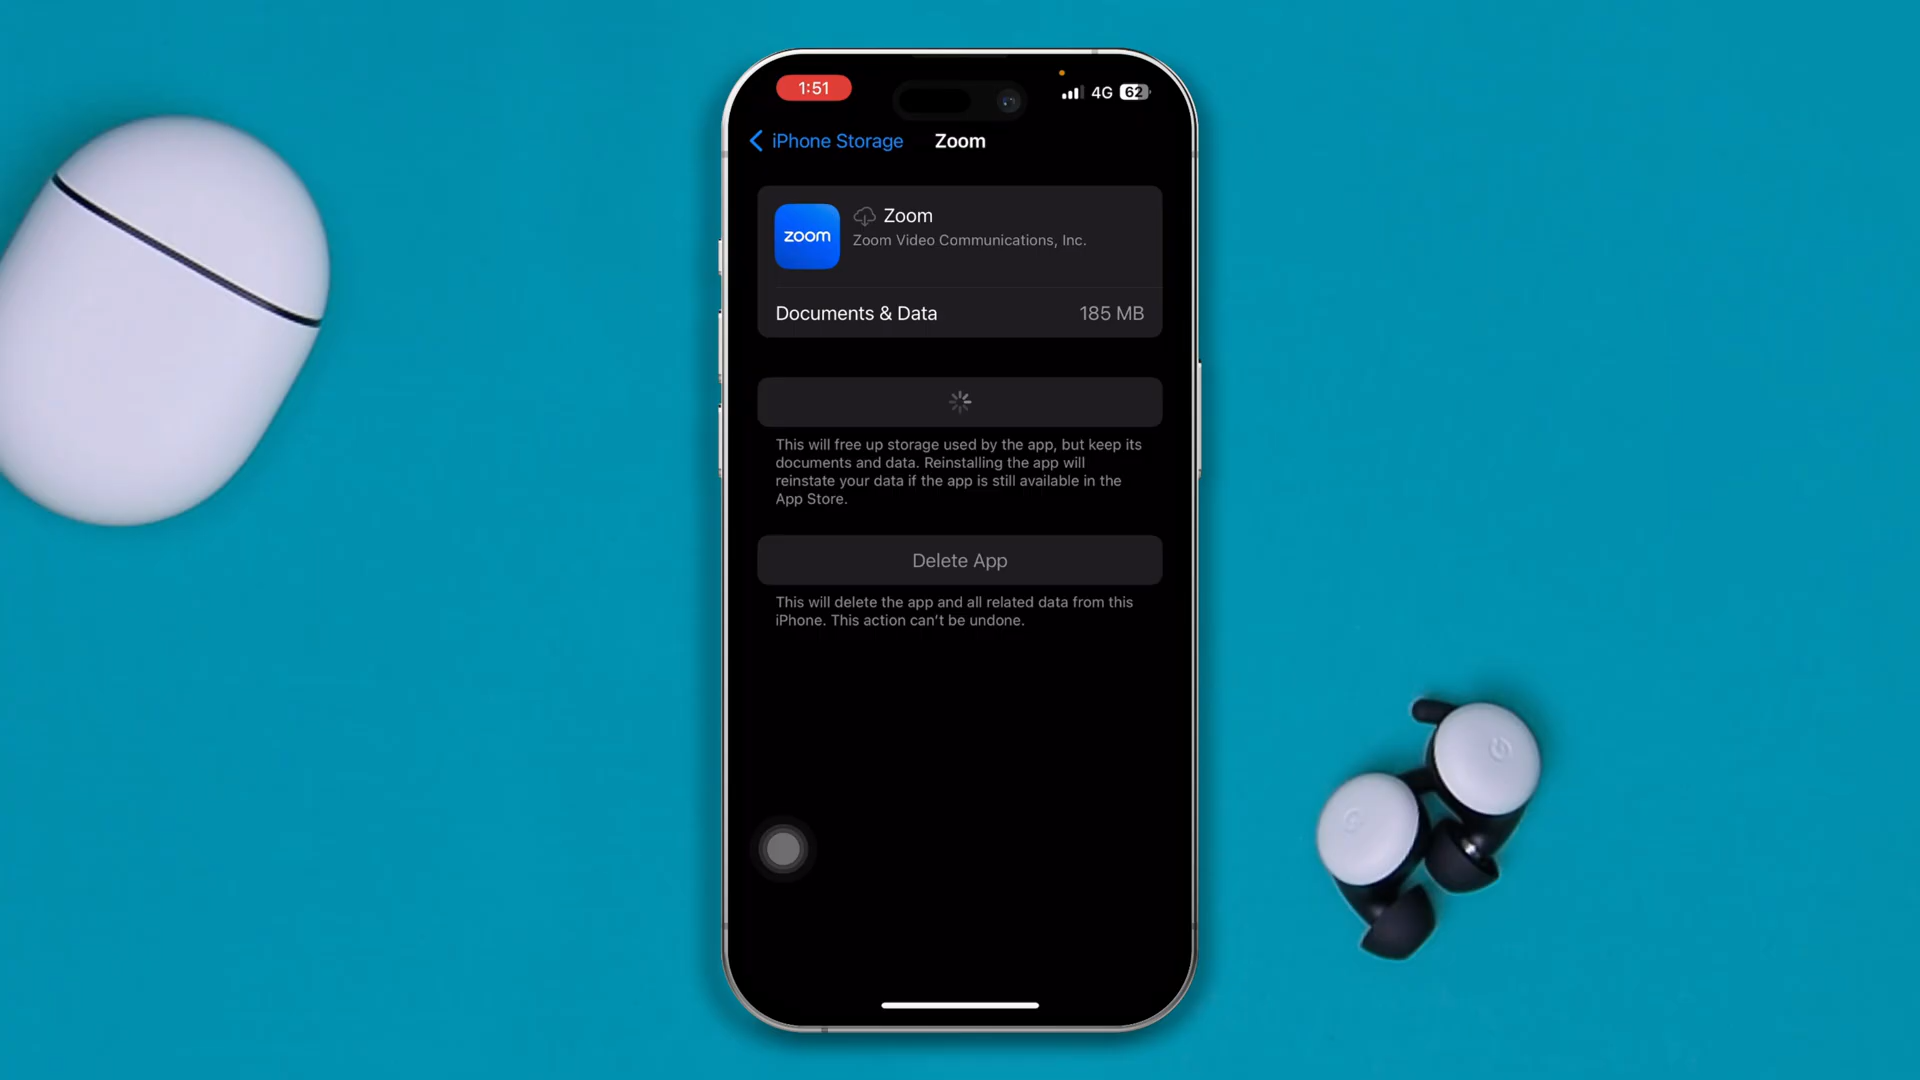 1:51
4G 62
iPhone Storage Zoom
zoom
Zoom
Zoom Video Communications, Inc.
Documents & Data 185 MB
This will free up storage used by the app, but keep its
documents and data. Reinstalling the app will
reinstate your data if the app is still available in the
App Store.
Delete App
This will delete the app and all related data from this
iPhone. This action can't be undone.